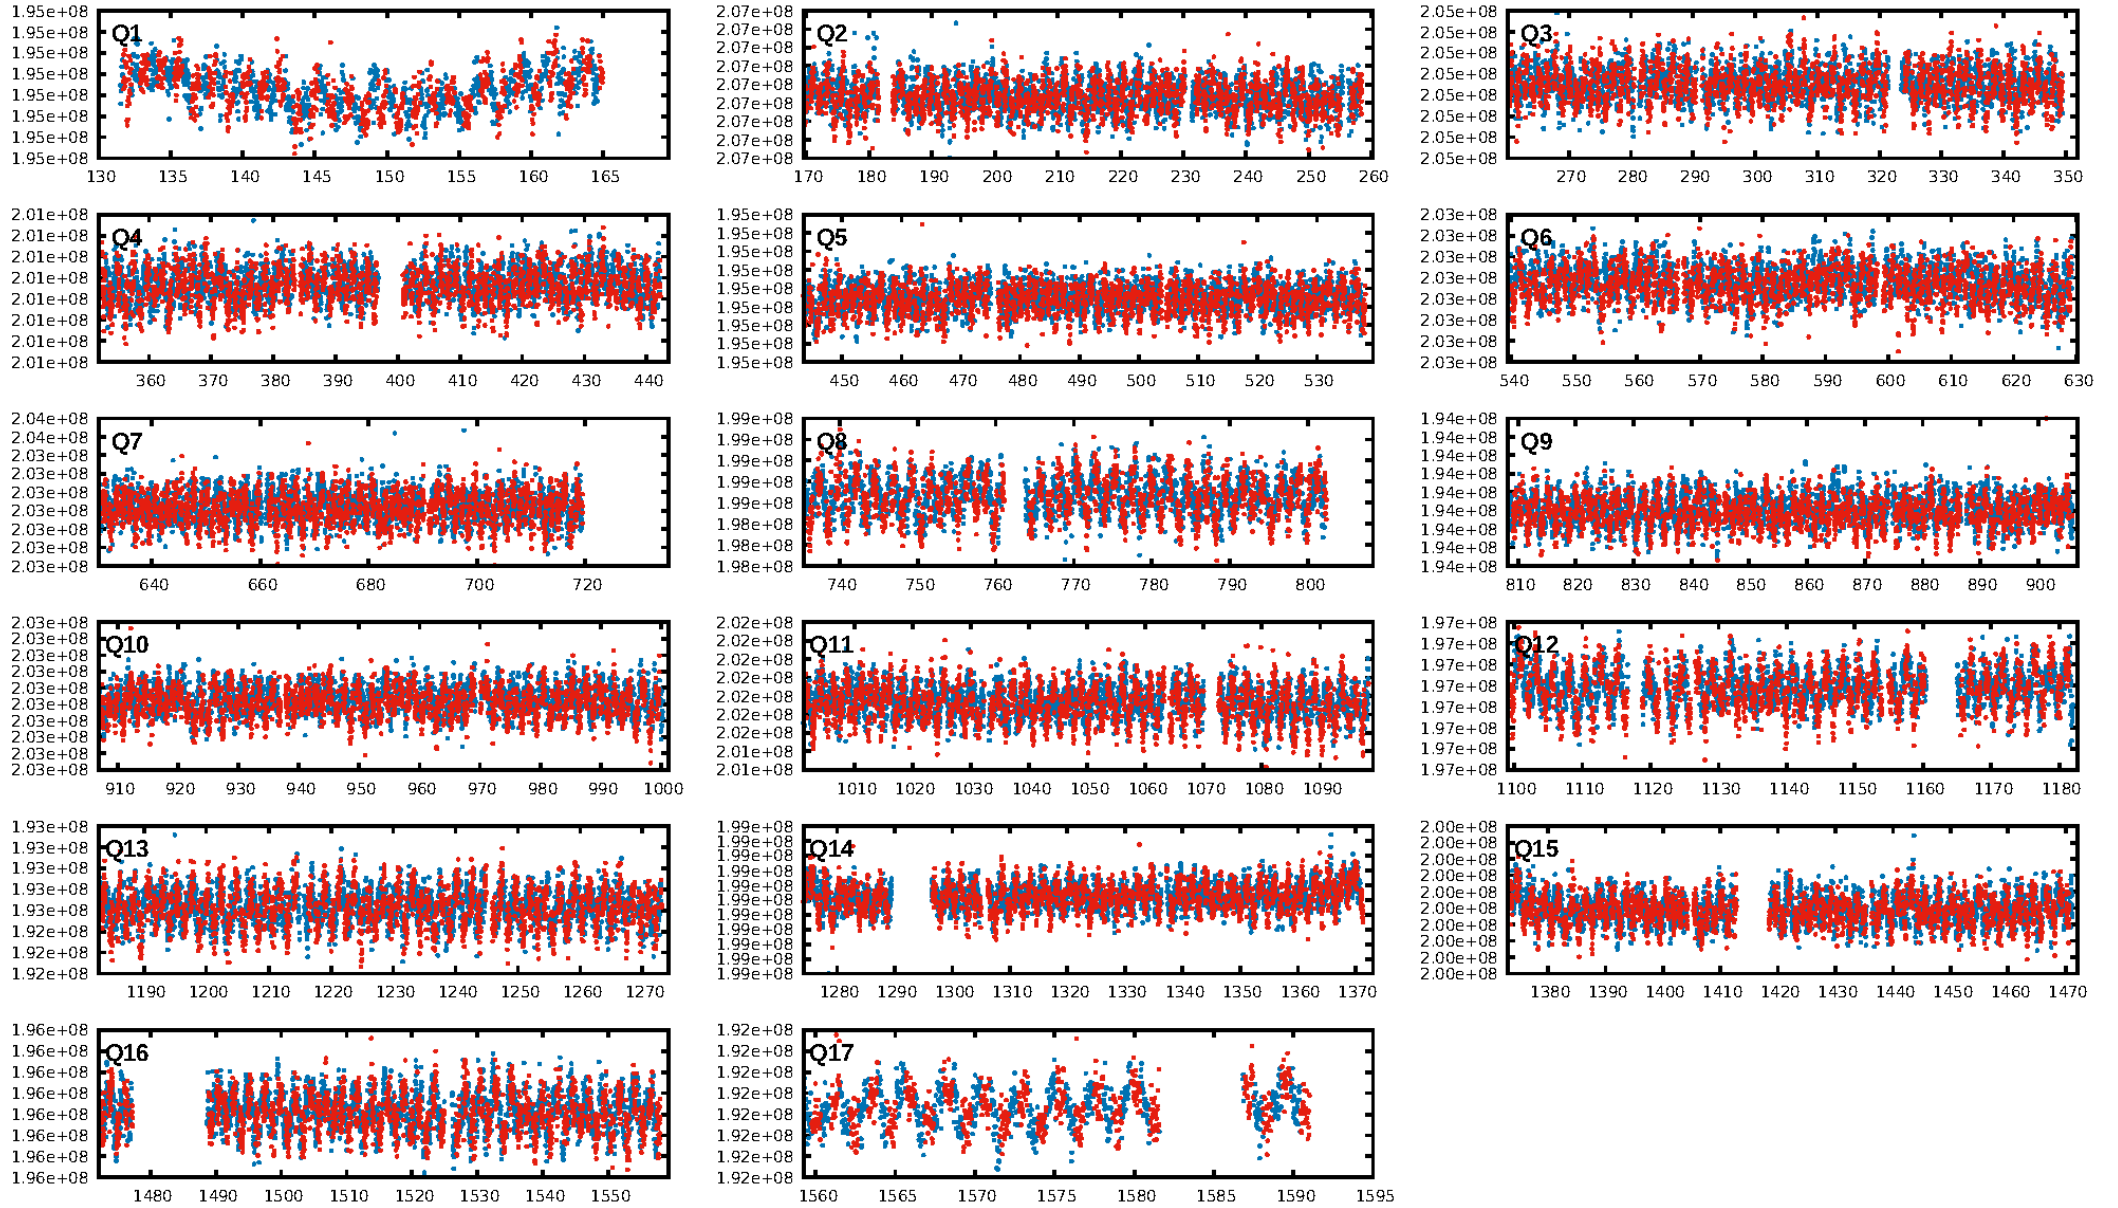 Q1
1.95e+08
1.95e+08
1.95e+08
1.95e+08
1.95e+08
1.95e+08
1.95e+08
1.95e+08
130 135 140 145 150 155 160 165
Q2
2.07e+08
2.07e+08
2.07e+08
2.07e+08
2.07e+08
2.07e+08
2.07e+08
2.07e+08
2.07e+08
170 180 190 200 210 220 230 240 250 260
Q3
2.05e+08
2.05e+08
2.05e+08
2.05e+08
2.05e+08
2.05e+08
2.05e+08
2.05e+08
270 280 290 300 310 320 330 340 350
Q4
2.01e+08
2.01e+08
2.01e+08
2.01e+08
2.01e+08
2.01e+08
2.01e+08
2.01e+08
360 370 380 390 400 410 420 430 440
Q5
1.95e+08
1.95e+08
1.95e+08
1.95e+08
1.95e+08
1.95e+08
1.95e+08
1.95e+08
1.95e+08
450 460 470 480 490 500 510 520 530
Q6
2.03e+08
2.03e+08
2.03e+08
2.03e+08
2.03e+08
2.03e+08
2.03e+08
2.03e+08
540 550 560 570 580 590 600 610 620 630
Q7
2.04e+08
2.04e+08
2.03e+08
2.03e+08
2.03e+08
2.03e+08
2.03e+08
2.03e+08
2.03e+08
640 660 680 700 720
Q8
1.99e+08
1.99e+08
1.99e+08
1.99e+08
1.99e+08
1.98e+08
1.98e+08
1.98e+08
740 750 760 770 780 790 800
Q9
1.94e+08
1.94e+08
1.94e+08
1.94e+08
1.94e+08
1.94e+08
1.94e+08
1.94e+08
1.94e+08
810 820 830 840 850 860 870 880 890 900
Q10
2.03e+08
2.03e+08
2.03e+08
2.03e+08
2.03e+08
2.03e+08
2.03e+08
2.03e+08
2.03e+08
2.03e+08
910 920 930 940 950 960 970 980 990 1000
Q11
2.02e+08
2.02e+08
2.02e+08
2.02e+08
2.02e+08
2.02e+08
2.02e+08
2.01e+08
2.01e+08
1010 1020 1030 1040 1050 1060 1070 1080 1090
Q12
1.97e+08
1.97e+08
1.97e+08
1.97e+08
1.97e+08
1.97e+08
1.97e+08
1.97e+08
1100 1110 1120 1130 1140 1150 1160 1170 1180
Q13
1.93e+08
1.93e+08
1.93e+08
1.93e+08
1.93e+08
1.92e+08
1.92e+08
1.92e+08
1190 1200 1210 1220 1230 1240 1250 1260 1270
Q14
1.99e+08
1.99e+08
1.99e+08
1.99e+08
1.99e+08
1.99e+08
1.99e+08
1.99e+08
1.99e+08
1.99e+08
1.99e+08
1280 1290 1300 1310 1320 1330 1340 1350 1360 1370
Q15
2.00e+08
2.00e+08
2.00e+08
2.00e+08
2.00e+08
2.00e+08
2.00e+08
2.00e+08
2.00e+08
2.00e+08
1380 1390 1400 1410 1420 1430 1440 1450 1460 1470
Q16
1.96e+08
1.96e+08
1.96e+08
1.96e+08
1.96e+08
1.96e+08
1.96e+08
1.96e+08
1480 1490 1500 1510 1520 1530 1540 1550
Q17
1.92e+08
1.92e+08
1.92e+08
1.92e+08
1.92e+08
1.92e+08
1.92e+08
1.92e+08
1560 1565 1570 1575 1580 1585 1590 1595